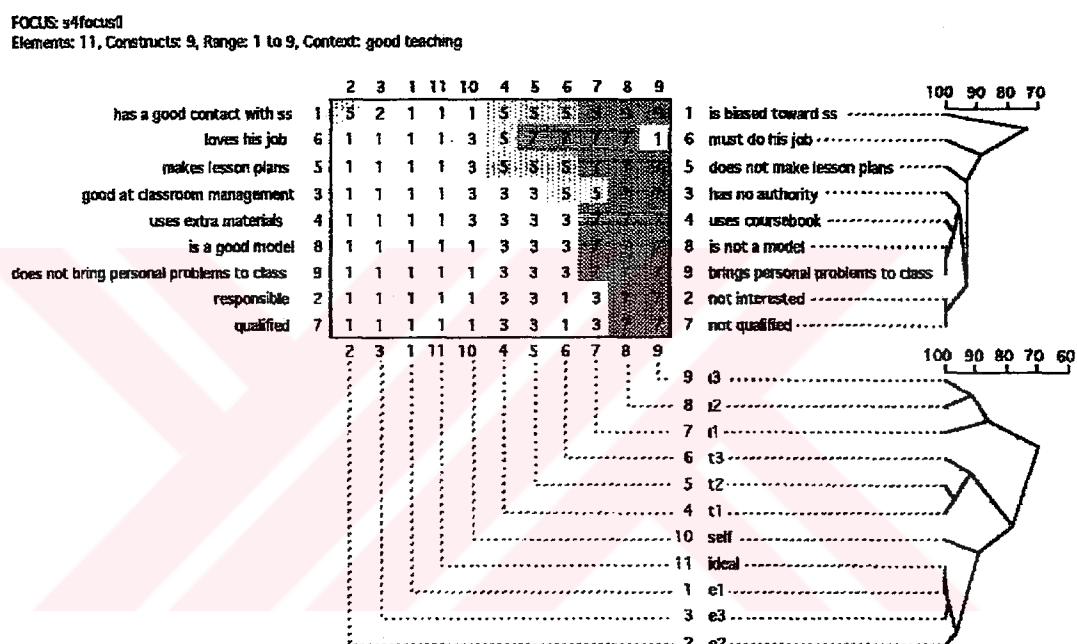 FOCUS: s4focus0
Elements: 11, Constructs: 9, Range: 1 to 9, Context: good teaching
2 3 1 11 10 4 5 6 7 8 9
100 90 80 70
has a good contact with ss 1 5 2 1 1 1 5 5 5 1 is biased toward ss
loves his job 6 1 1 1 1 3 5 7 7 7 7 1 6 must do his job
makes lesson plans 5 1 1 1 1 3 5 5 5 5 does not make lesson plans
good at classroom management 3 1 1 1 1 3 3 3 5 5 3 has no authority
uses extra materials 4 1 1 1 1 3 3 3 3 4 uses coursebook
is a good model 8 1 1 1 1 1 3 3 3 8 is not a model
does not bring personal problems to class 9 1 1 1 1 1 3 3 3 9 brings personal problems to class
responsible 2 1 1 1 1 1 3 3 1 3 2 not interested
qualified 7 1 1 1 1 1 3 3 1 3 7 not qualified
2 3 1 11 10 4 5 6 7 8 9
100 90 80 70 60
9
8
7
6 t3
5 t2
4 t1
10 self
11 ideal
1 e1
3 e3
2 e2